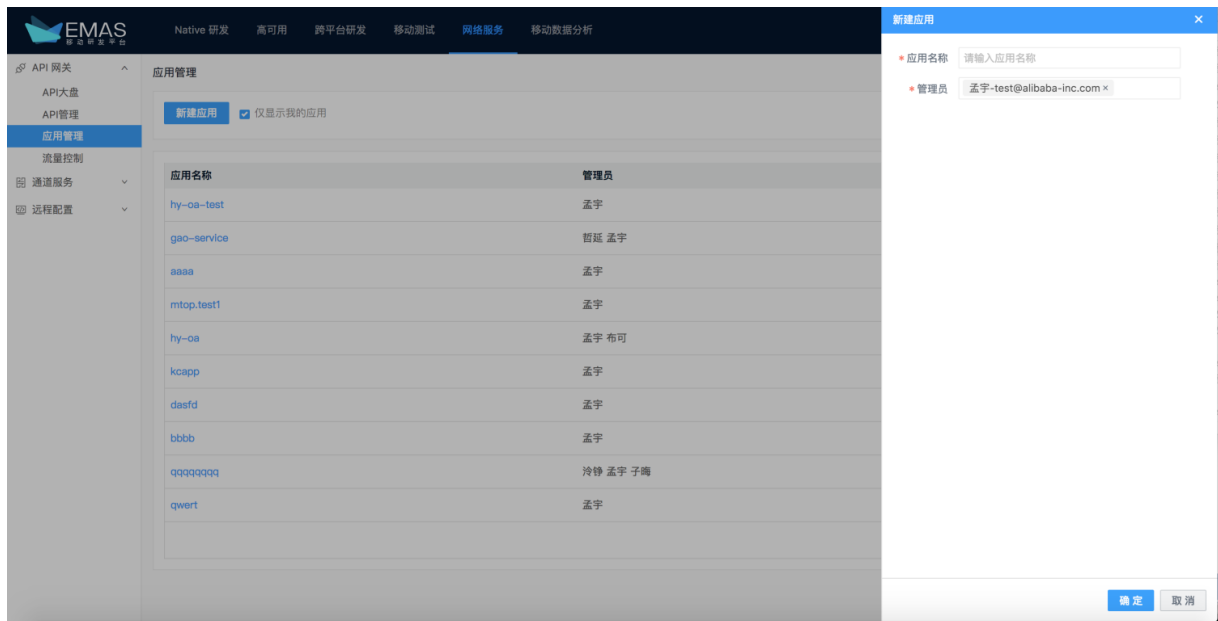 EMAS
移动研发平台
Native 研发 高可用 跨平台研发 移动测试 网络服务 移动数据分析
API 网关
API大盘
API管理
应用管理
流量控制
通道服务
远程配置
应用管理
新建应用 仅显示我的应用
应用名称 管理员
hy-oa-test 孟宇
gao-service 哲延 孟宇
aaaa 孟宇
mtop.test1 孟宇
hy-oa 孟宇 布可
kcapp 孟宇
dasfd 孟宇
bbbb 孟宇
qqqqqqqq 泠铮 孟宇 子晦
qwert 孟宇
新建应用 ×
* 应用名称 请输入应用名称
* 管理员 孟宇-test@alibaba-inc.com ×
确 定 取 消